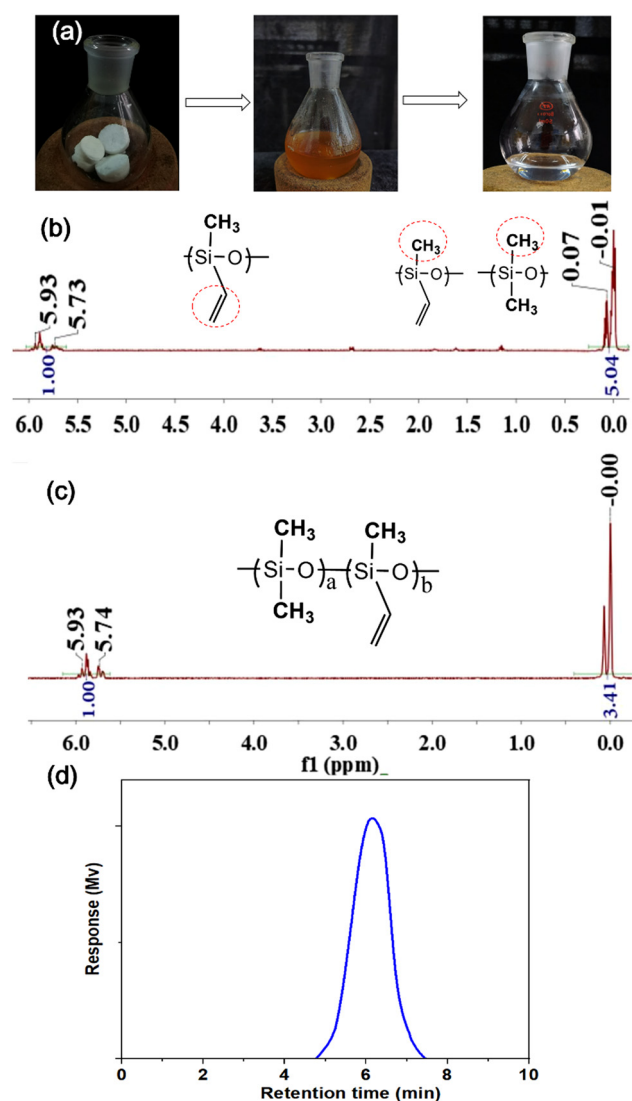 (a)
(b)
5.93
5.73
CH3
(Si—O)
CH3
(Si—O)
CH3
(Si—O)
CH3
0.07
-0.01
1.00
5.04
6.0 5.5 5.0 4.5 4.0 3.5 3.0 2.5 2.0 1.5 1.0 0.5 0.0
(c)
5.93
5.74
CH3 CH3
(Si—O)a(Si—O)b
CH3
-0.00
1.00
3.41
6.0 5.0 4.0 3.0 2.0 1.0 0.0
f1 (ppm)_
(d)
Response (Mv)
0 2 4 6 8 10
Retention time (min)